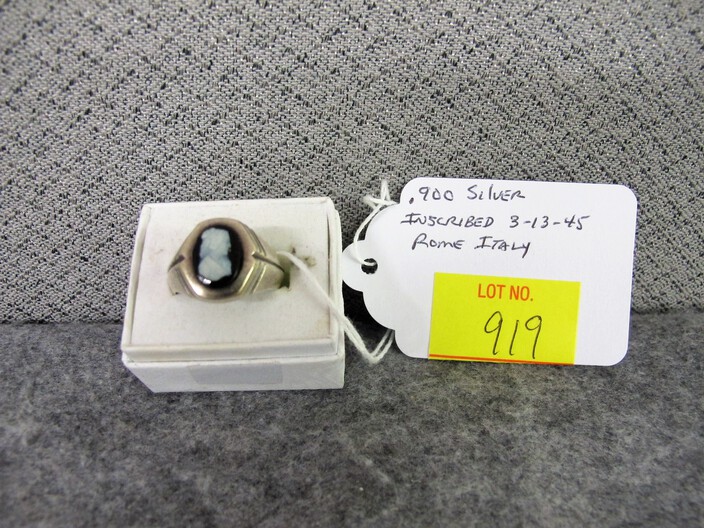 .900 SILVER
INSCRIBED 3-13-45
ROME ITALY
LOT NO.
919